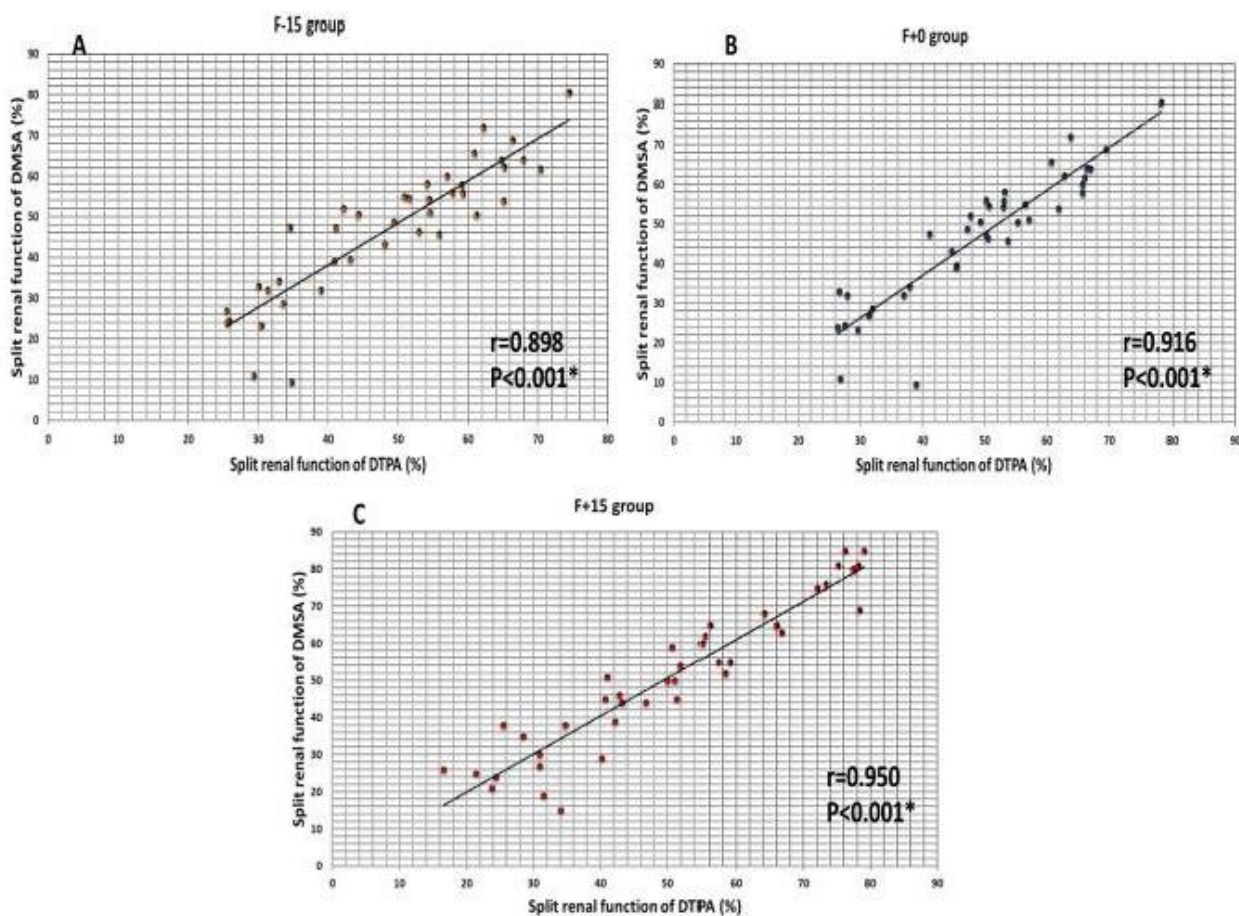 F-15 group
A
Split renal function of DMSA (%)
90
80
70
60
50
40
30
20
10
0
r=0.898
P<0.001*
0 10 20 30 40 50 60 70 80
Split renal function of DTPA (%)
F+0 group
B
Split renal function of DMSA (%)
90
80
70
60
50
40
30
20
10
0
r=0.916
P<0.001*
0 10 20 30 40 50 60 70 80 90
Split renal function of DTPA (%)
F+15 group
C
Split renal function of DMSA (%)
90
80
70
60
50
40
30
20
10
0
r=0.950
P<0.001*
0 10 20 30 40 50 60 70 80 90
Split renal function of DTPA (%)